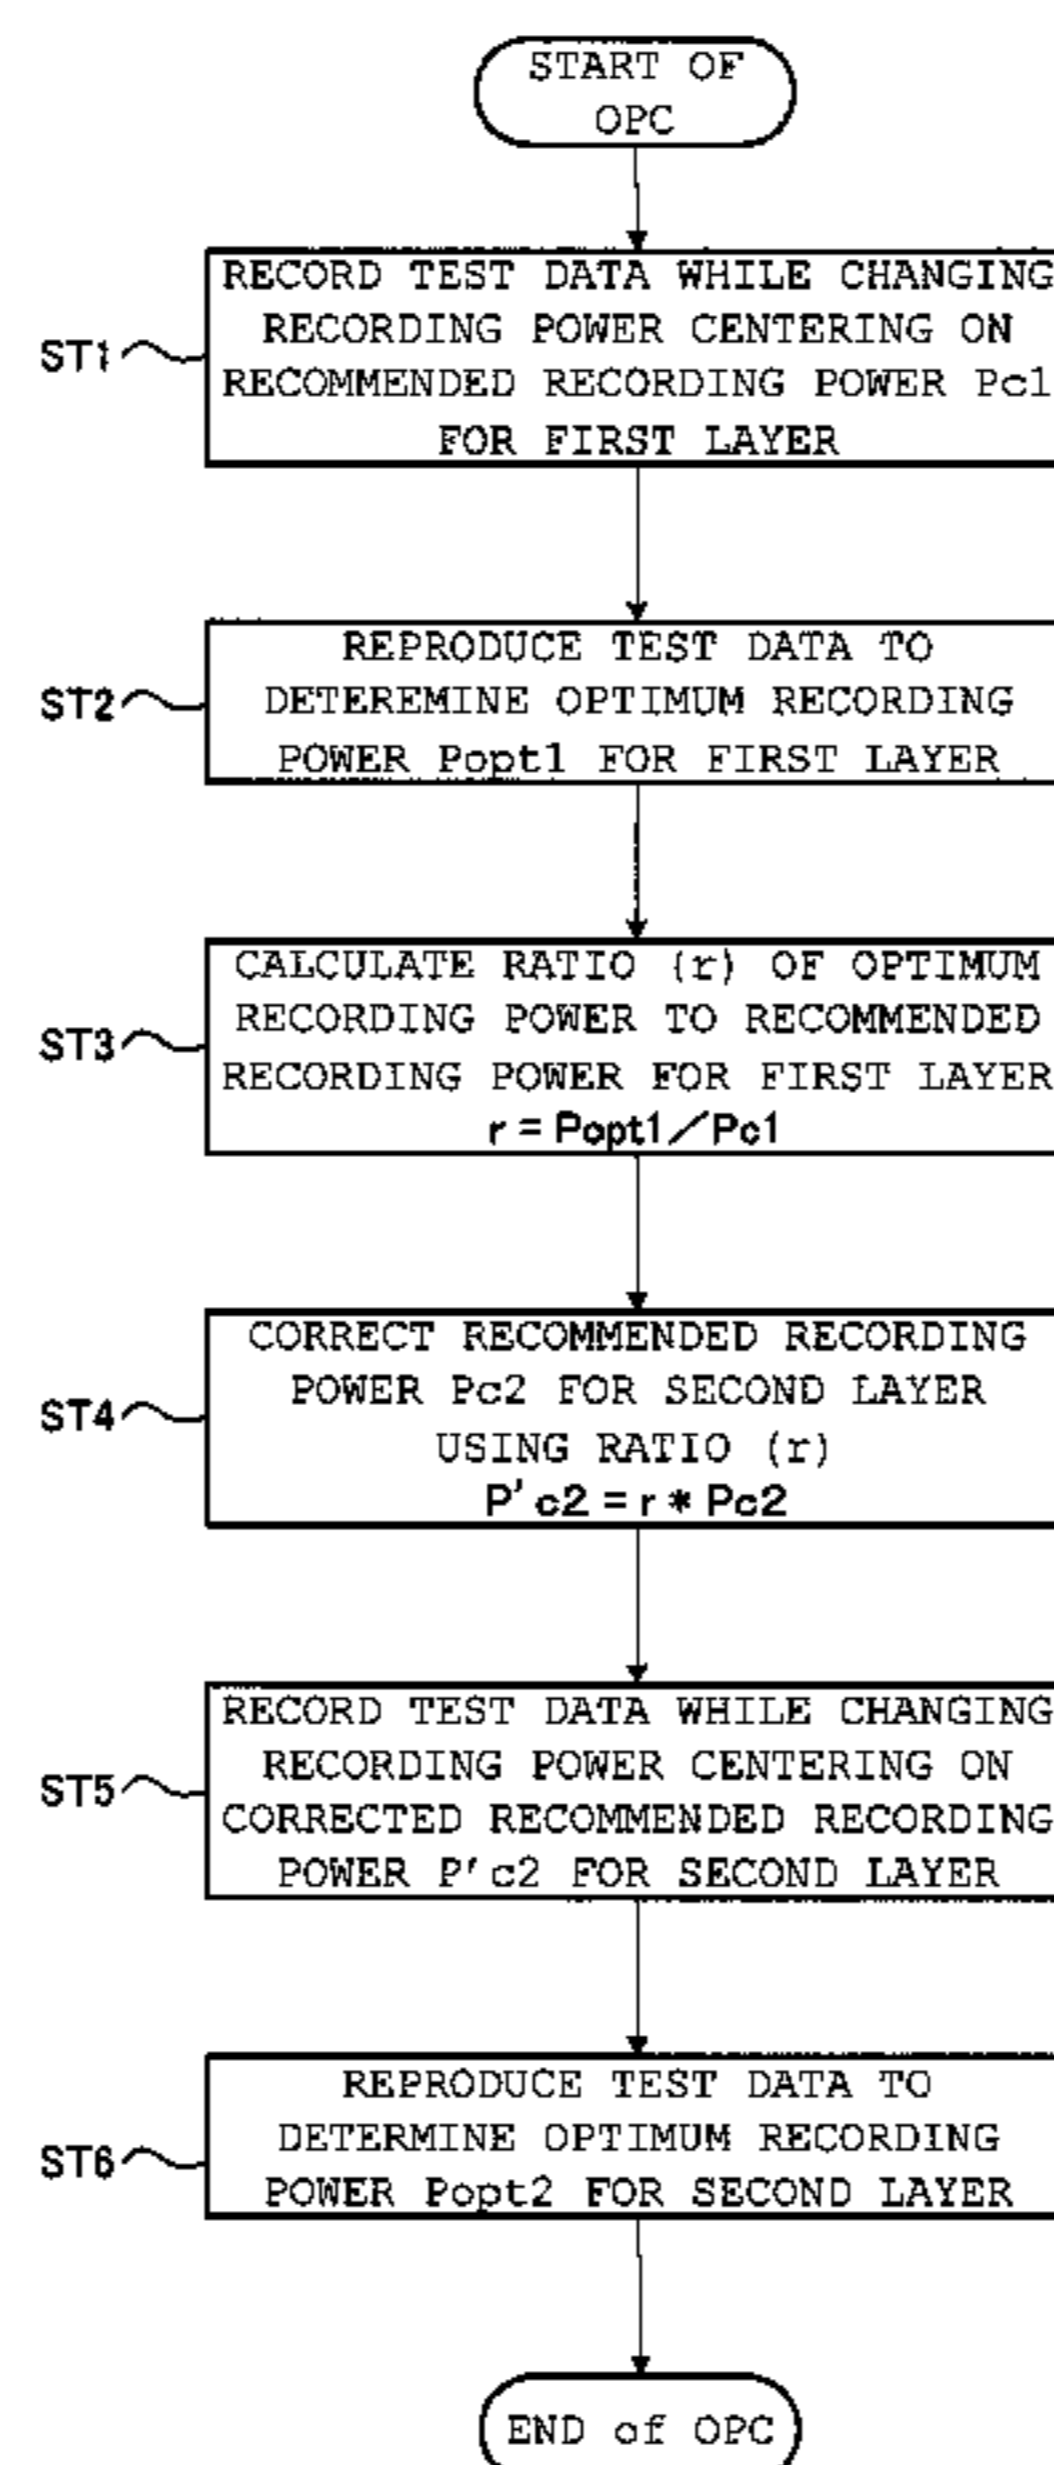 START OF
OPC
RECORD TEST DATA WHILE CHANGING
RECORDING POWER CENTERING ON
RECOMMENDED RECORDING POWER Pc1
FOR FIRST LAYER
ST1
REPRODUCE TEST DATA TO
DETEREMINE OPTIMUM RECORDING
POWER Popt1 FOR FIRST LAYER
ST2
CALCULATE RATIO (r) OF OPTIMUM
RECORDING POWER TO RECOMMENDED
RECORDING POWER FOR FIRST LAYER
r = Popt1／Pc1
ST3
CORRECT RECOMMENDED RECORDING
POWER Pc2 FOR SECOND LAYER
USING RATIO (r)
P'c2 = r * Pc2
ST4
RECORD TEST DATA WHILE CHANGING
RECORDING POWER CENTERING ON
CORRECTED RECOMMENDED RECORDING
POWER P'c2 FOR SECOND LAYER
ST5
REPRODUCE TEST DATA TO
DETERMINE OPTIMUM RECORDING
POWER Popt2 FOR SECOND LAYER
ST6
END of OPC